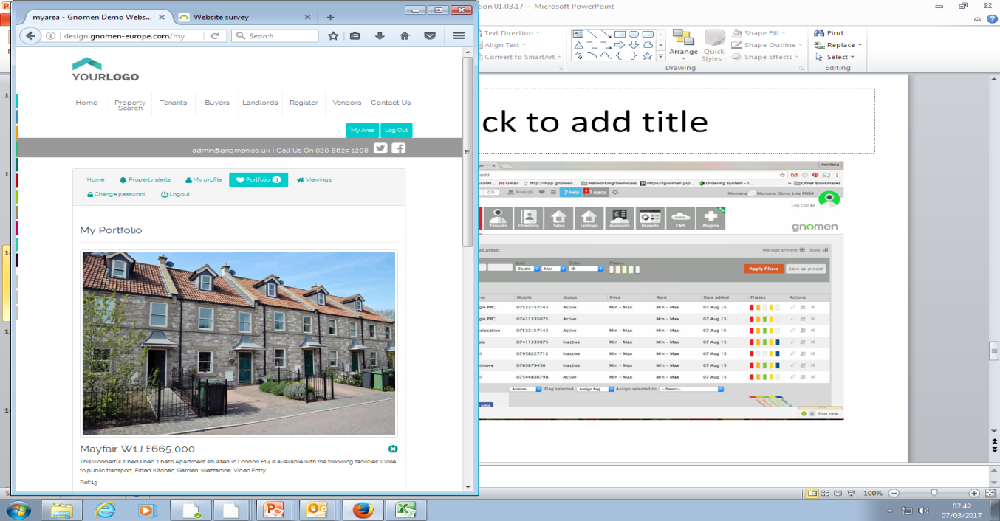 myarea - Gnomen Demo Webs...
Website survey
design.gnomen-europe.com/my
Search
YOURLOGO
Home
Property Search
Tenants
Buyers
Landlords
Register
Vendors
Contact Us
My Area
Log Out
admin@gnomen.co.uk | Call Us On 020 8629 1208
Home
Property alerts
My profile
Portfolio 1
Viewings
Change password
Logout
My Portfolio
Mayfair W1J £665,000
This wonderful 2 beds bed 1 bath Apartment situated in London E14 is available with the following facilities: Close
to public transport, Fitted Kitchen, Garden, Mezzanine, Video Entry.
Ref:13
tion 01.03.17 - Microsoft PowerPoint
Text Direction
Align Text
Convert to SmartArt
Arrange
Quick Styles
Shape Fill
Shape Outline
Shape Effects
Drawing
Find
Replace
Select
Editing
ck to add title
montana
Gmail
http://myp.gnomen...
Networking/Seminars
https://gnomen.pip...
Ordering system - I...
Other Bookmarks
GO
Print (0)
Help
Alerts
Montana
Montana Demo Live PMS4
Log Out
Tenants
Directory
Sales
Lettings
Accounts
Reports
CMS
Plugins
gnomen
ult preset
Manage presets
Stats
Beds
Order
Phases
Studio
Max
ID
Apply filters
Save as preset
Mobile Status Price Rent Date added Phases Actions
gle PPC 07533157143 Active Min - Max Min - Max 07 Aug 15
gle PPC 07411335075 Active Min - Max 07 Aug 15
elocation 07533157143 Active Min - Max Min - Max 07 Aug 15
ola 07411335075 Inactive Min - Max Min - Max 07 Aug 15
07958227712 Inactive Min - Max Min - Max 07 Aug 15
tmove 0765679456 Inactive Min - Max Min - Max 07 Aug 15
07544856798 Active Min - Max Min - Max 07 Aug 15
Actions
Flag selected
Assign flag
Assign selected to
--Select--
0 Post new
100%
07:42
07/03/2017